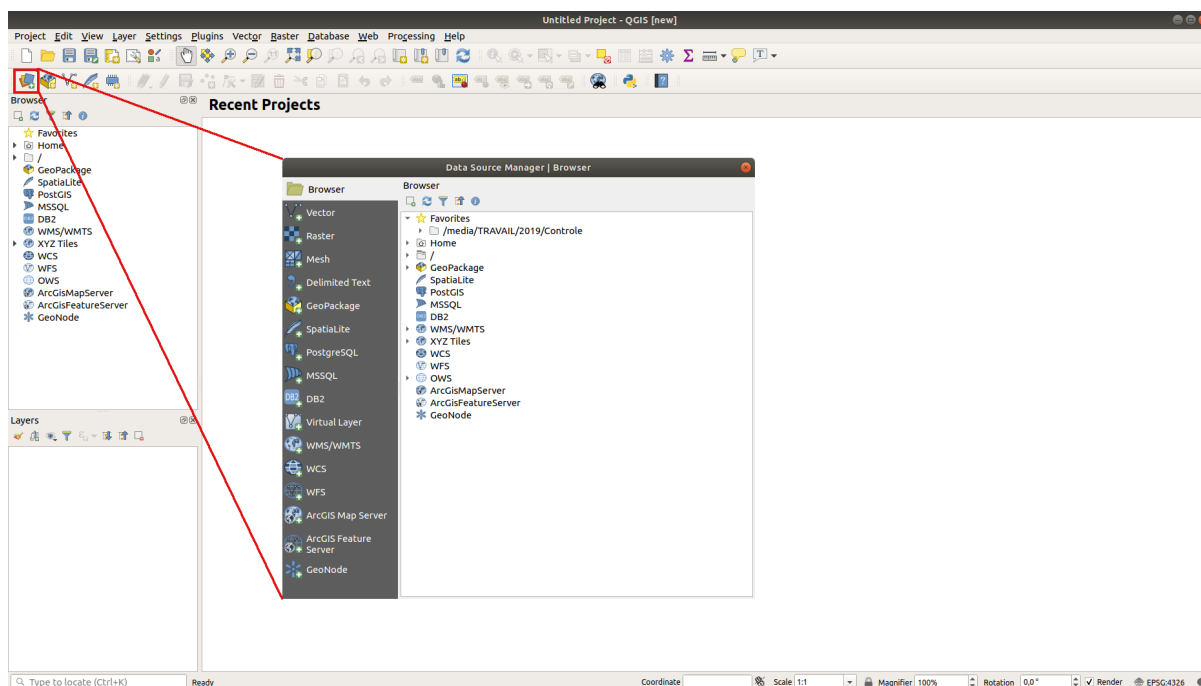 Untitled Project - QGIS [new]
Project Edit View Layer Settings Plugins Vector Raster Database Web Processing Help
Browser
Favorites
Home
/
GeoPackage
SpatiaLite
PostGIS
MSSQL
DB2
WMS/WMTS
XYZ Tiles
WCS
WFS
OWS
ArcGisMapServer
ArcGisFeatureServer
GeoNode
Layers
Recent Projects
Data Source Manager | Browser
Browser
Vector
Raster
Mesh
Delimited Text
GeoPackage
SpatiaLite
PostgreSQL
MSSQL
DB2
DB2
Virtual Layer
WMS/WMTS
WCS
WFS
ArcGIS Map Server
ArcGIS Feature
Server
GeoNode
Browser
Favorites
/media/TRAVAIL/2019/Controle
Home
/
GeoPackage
SpatiaLite
PostGIS
MSSQL
DB2
WMS/WMTS
XYZ Tiles
WCS
WFS
OWS
ArcGisMapServer
ArcGisFeatureServer
GeoNode
Type to locate (Ctrl+K) Ready Coordinate Scale 1:1 Magnifier 100% Rotation 0,0 ° Render EPSG:4326